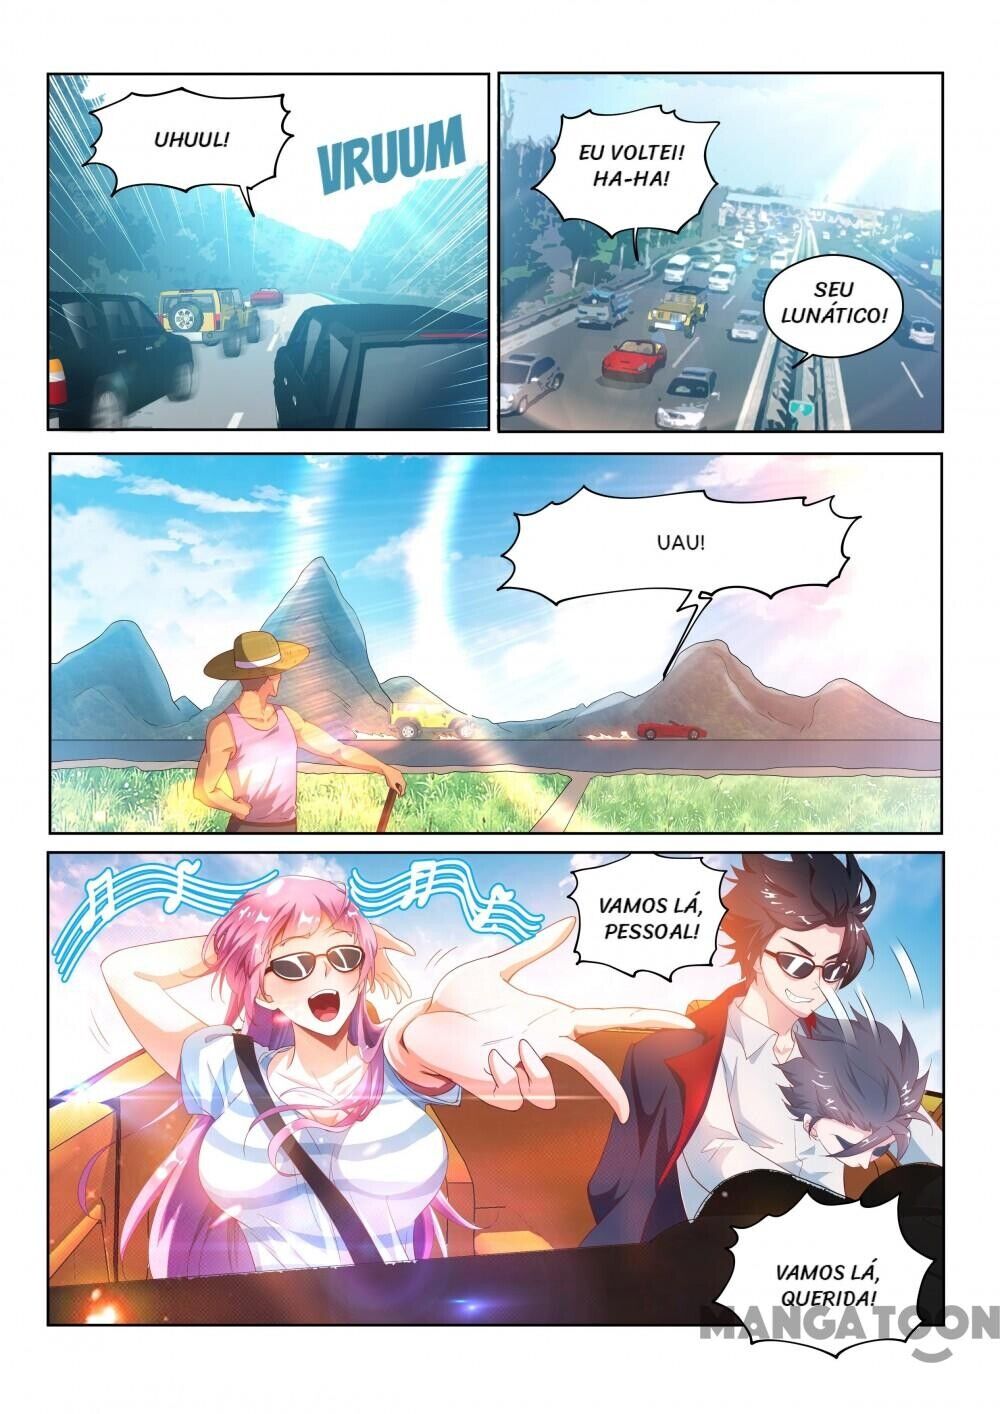 UHUUL!
VRUUM
EU VOLTEI!
HA-HA!
SEU
LUNÁTICO!
UAU!
VAMOS LÁ,
PESSOAL!
VAMOS LÁ,
QUERIDA!
MANGATOON